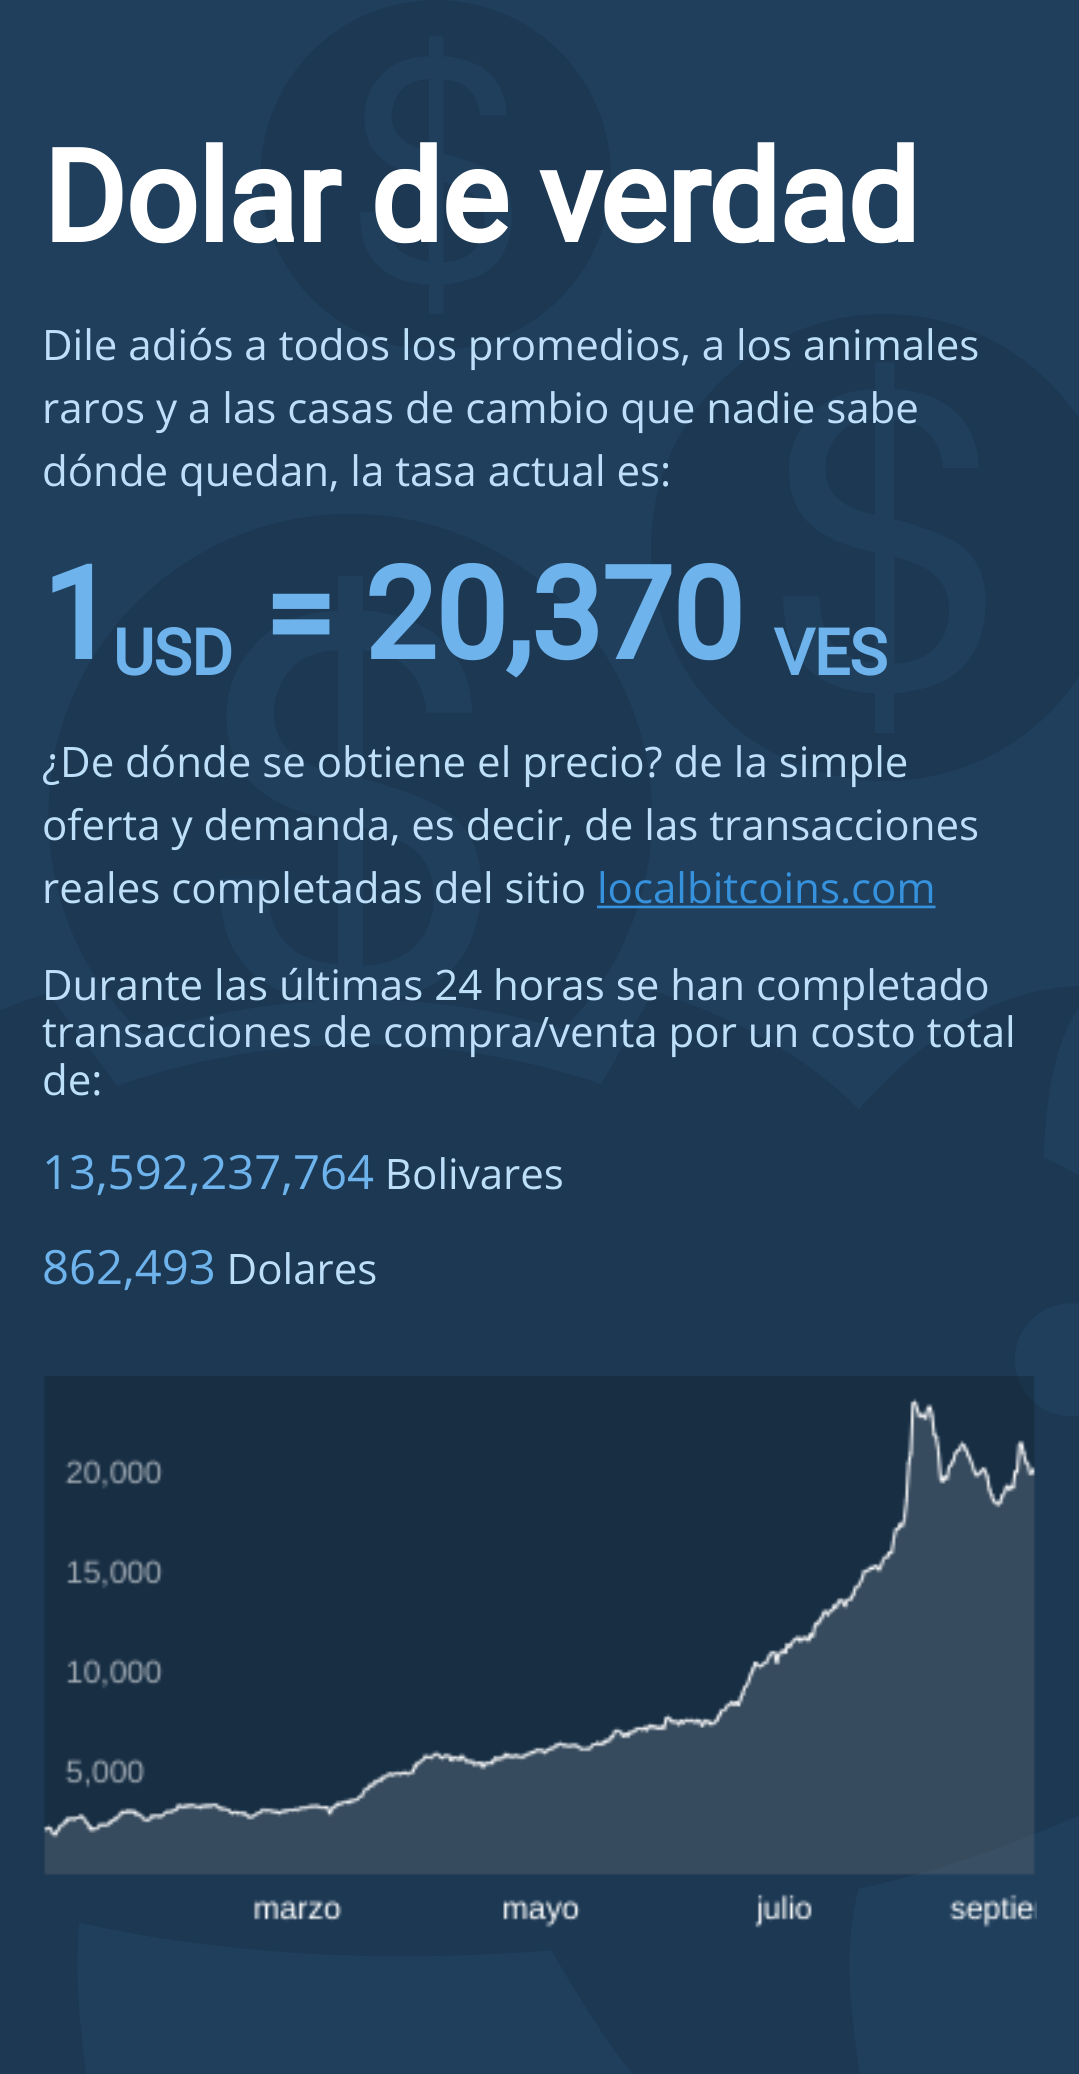 Dolar de verdad
Dile adiós a todos los promedios, a los animales
raros y a las casas de cambio que nadie sabe
dónde quedan, la tasa actual es:
1 USD = 20,370 VES
¿De dónde se obtiene el precio? de la simple
oferta y demanda, es decir, de las transacciones
reales completadas del sitio localbitcoins.com
Durante las últimas 24 horas se han completado
transacciones de compra/venta por un costo total
de:
13,592,237,764 Bolivares
862,493 Dolares
20,000
15,000
10,000
5,000
marzo mayo julio septie